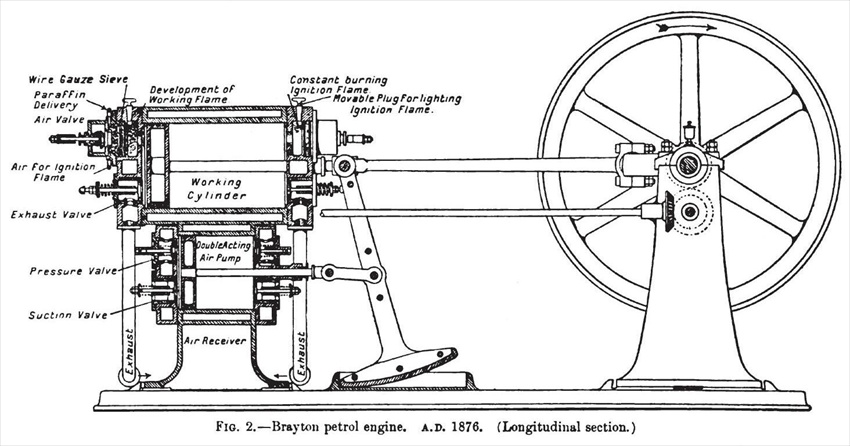 Wire Gauze Sieve
Paraffin
Delivery
Air Valve
Development of
Working Flame
Constant burning
Ignition Flame.
Movable Plug For lighting
Ignition Flame.
Air For Ignition
Flame
Working
Cylinder
Exhaust Valve
Double Acting
Air Pump
Pressure Valve
Suction Valve
Air Receiver
Exhaust
Exhaust
FIG. 2.—Brayton petrol engine. A.D. 1876. (Longitudinal section.)